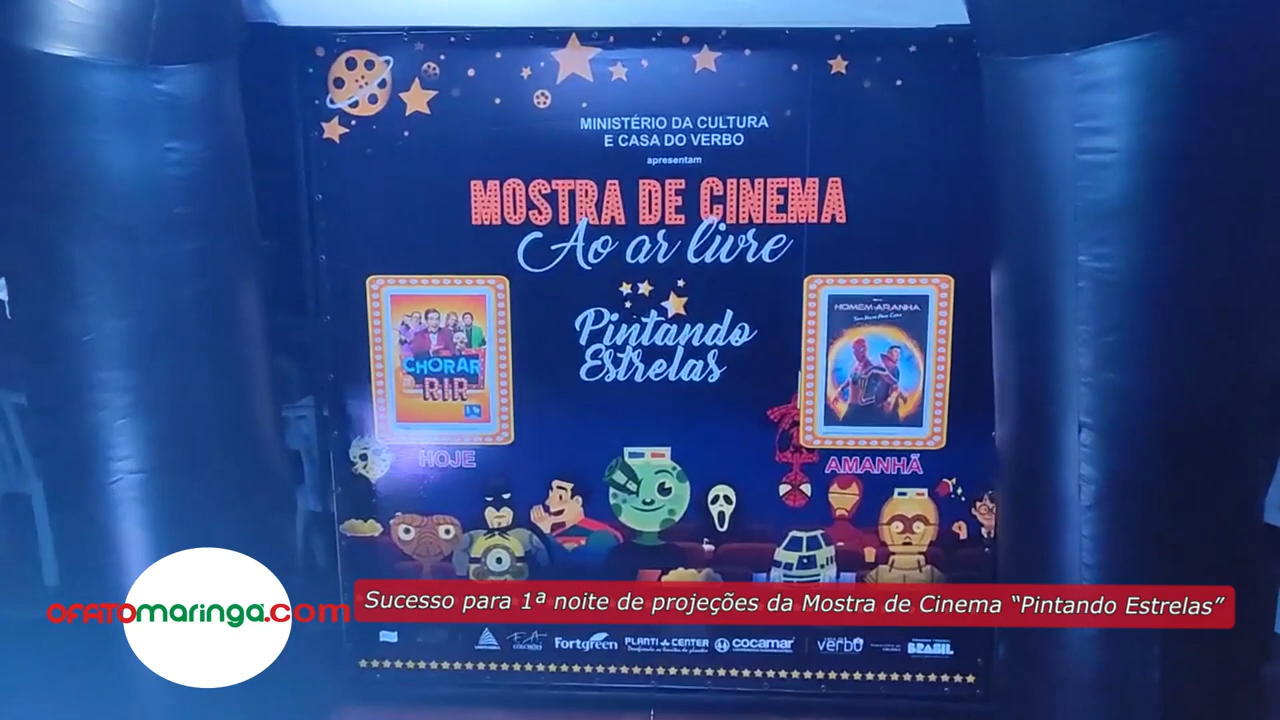 MINISTÉRIO DA CULTURA
E CASA DO VERBO
apresentam
MOSTRA DE CINEMA
Ao ar livre
Pintando
Estrelas
CHORAR
RIR
HOJE
HOMEM-ARANHA
AMANHÃ
OFATOmaringá.com
Sucesso para 1ª noite de projeções da Mostra de Cinema “Pintando Estrelas”
Fortgreen
PLANTI CENTER
cocamar
verbo
BRASIL